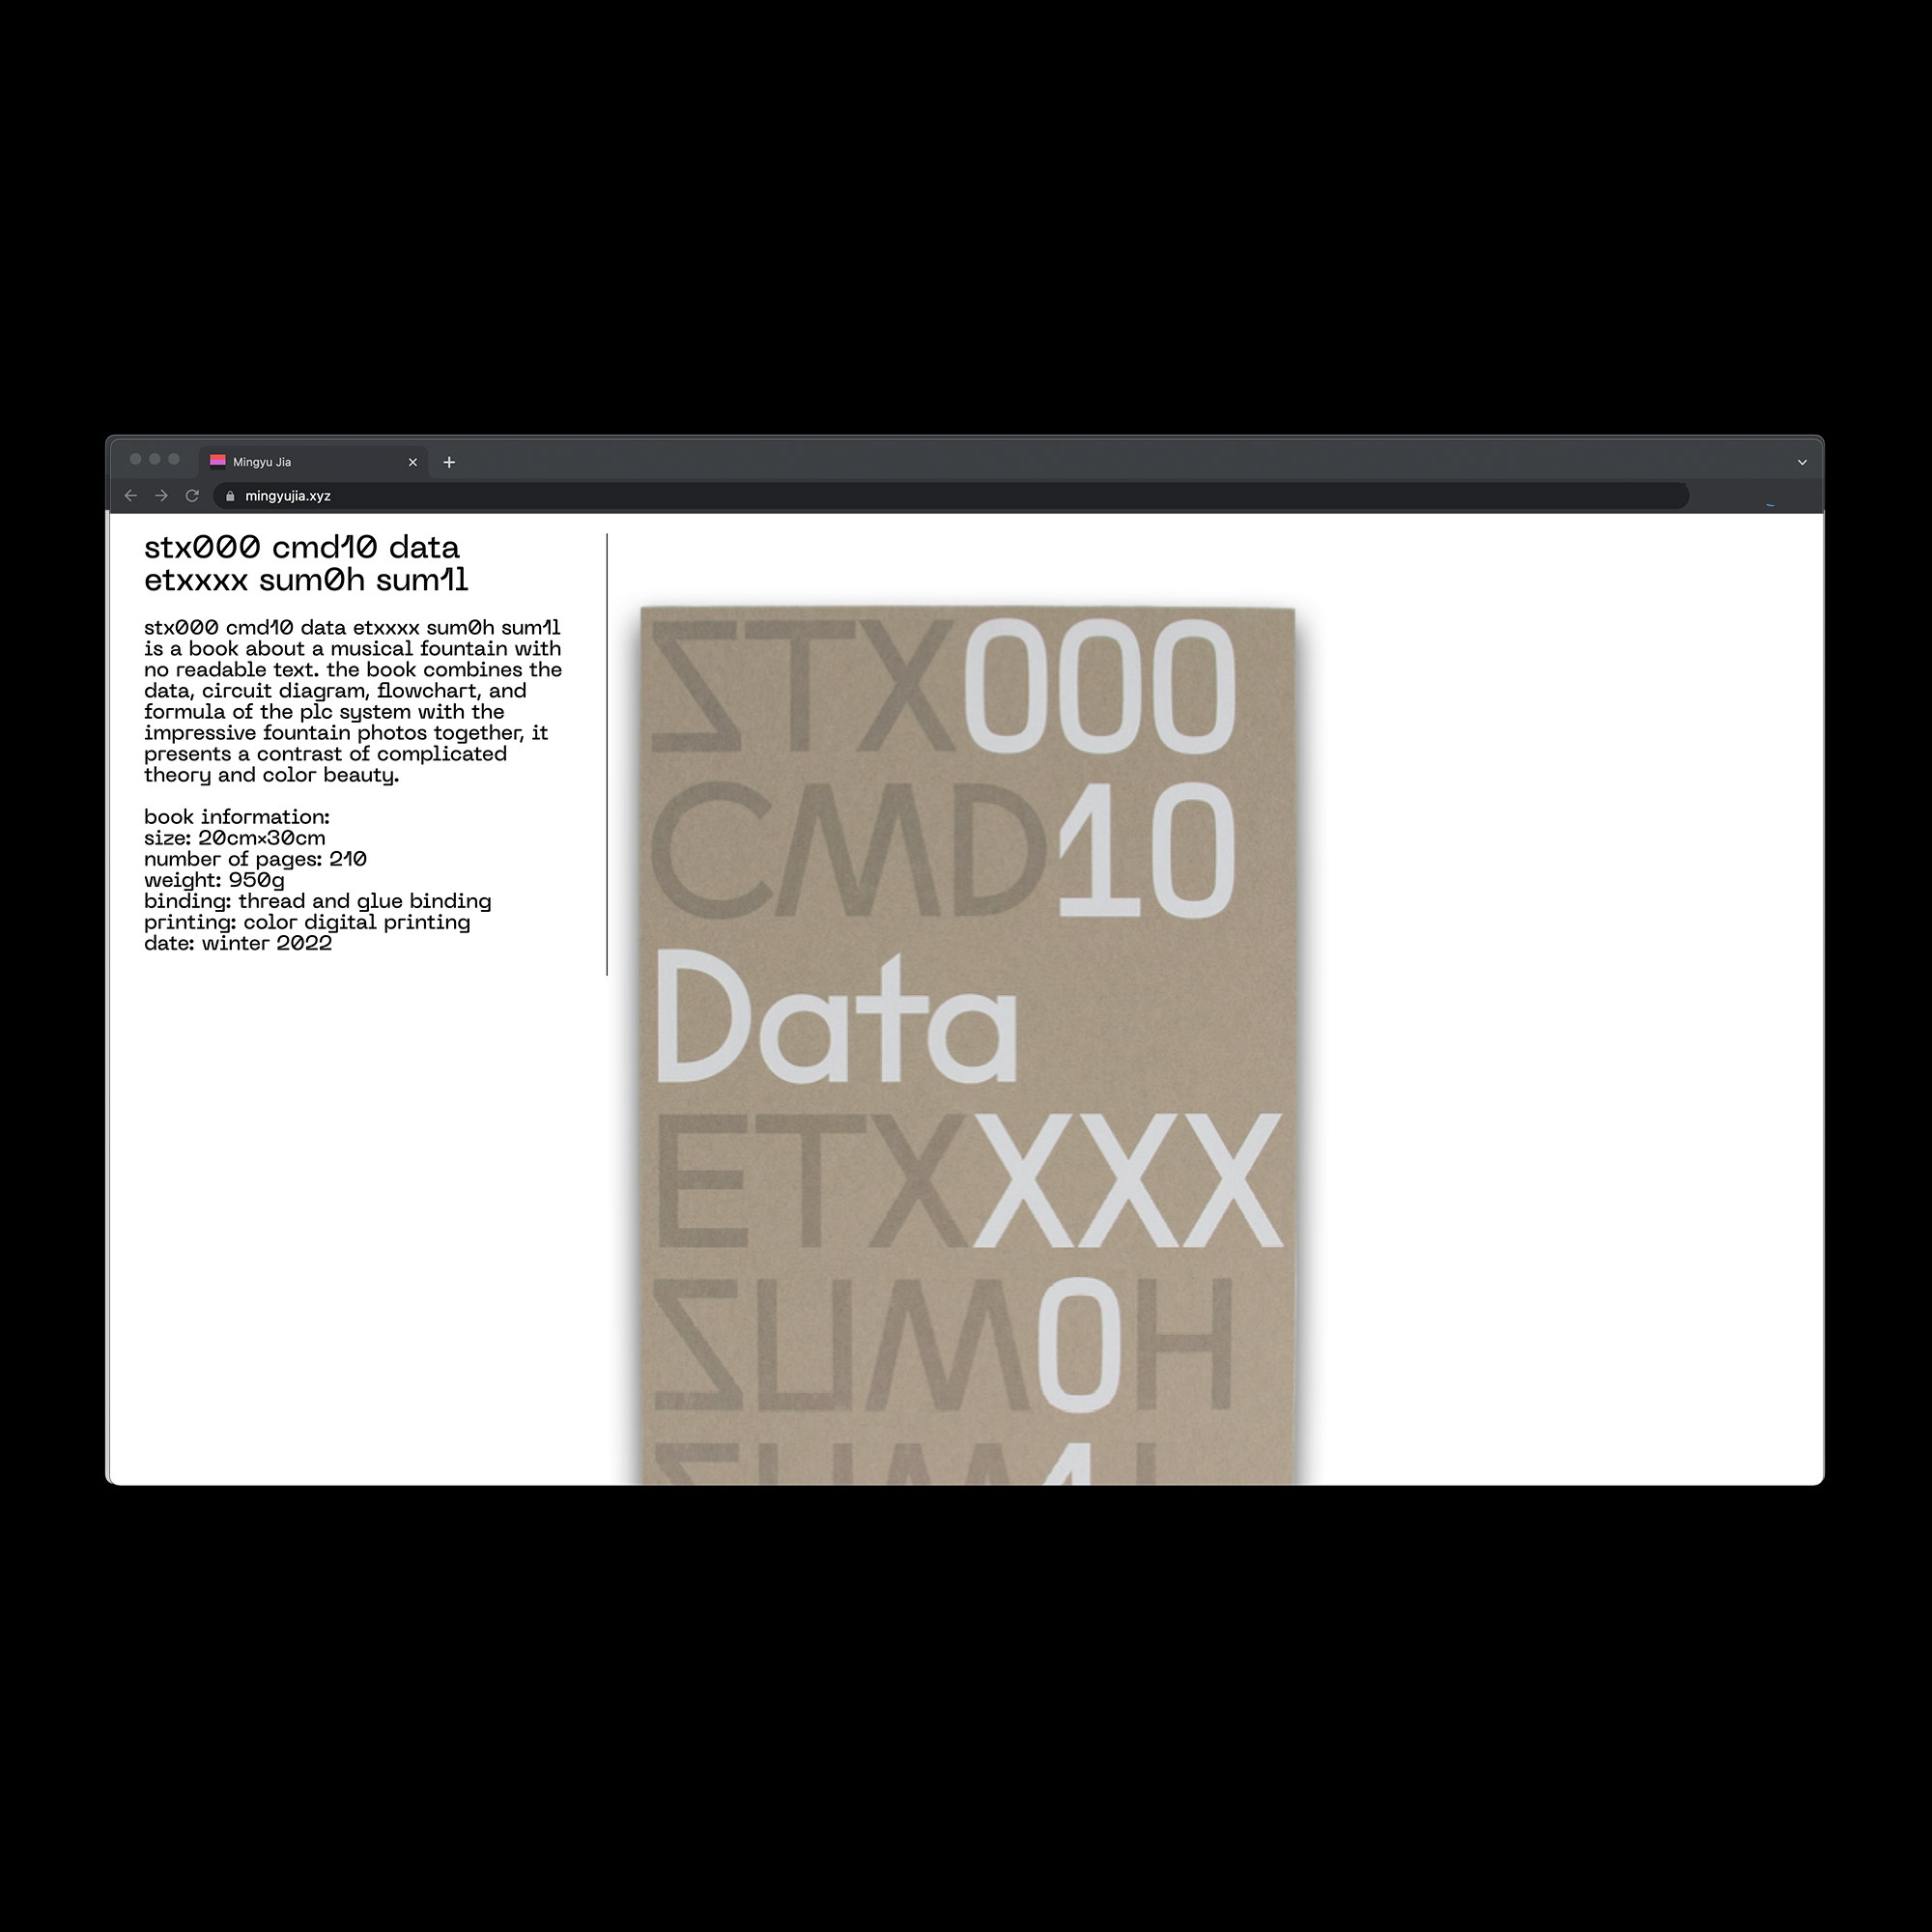 Mingyu Jia
mingyujia.xyz
stx000 cmd10 data
etxxxx sum0h sum1l
stx000 cmd10 data etxxxx sum0h sum1l
is a book about a musical fountain with
no readable text. the book combines the
data, circuit diagram, flowchart, and
formula of the plc system with the
impressive fountain photos together, it
presents a contrast of complicated
theory and color beauty.
book information:
size: 20cm×30cm
number of pages: 210
weight: 950g
binding: thread and glue binding
printing: color digital printing
date: winter 2022
STX000
CMD10
Data
ETXXXX
SUM0H
SUM1L